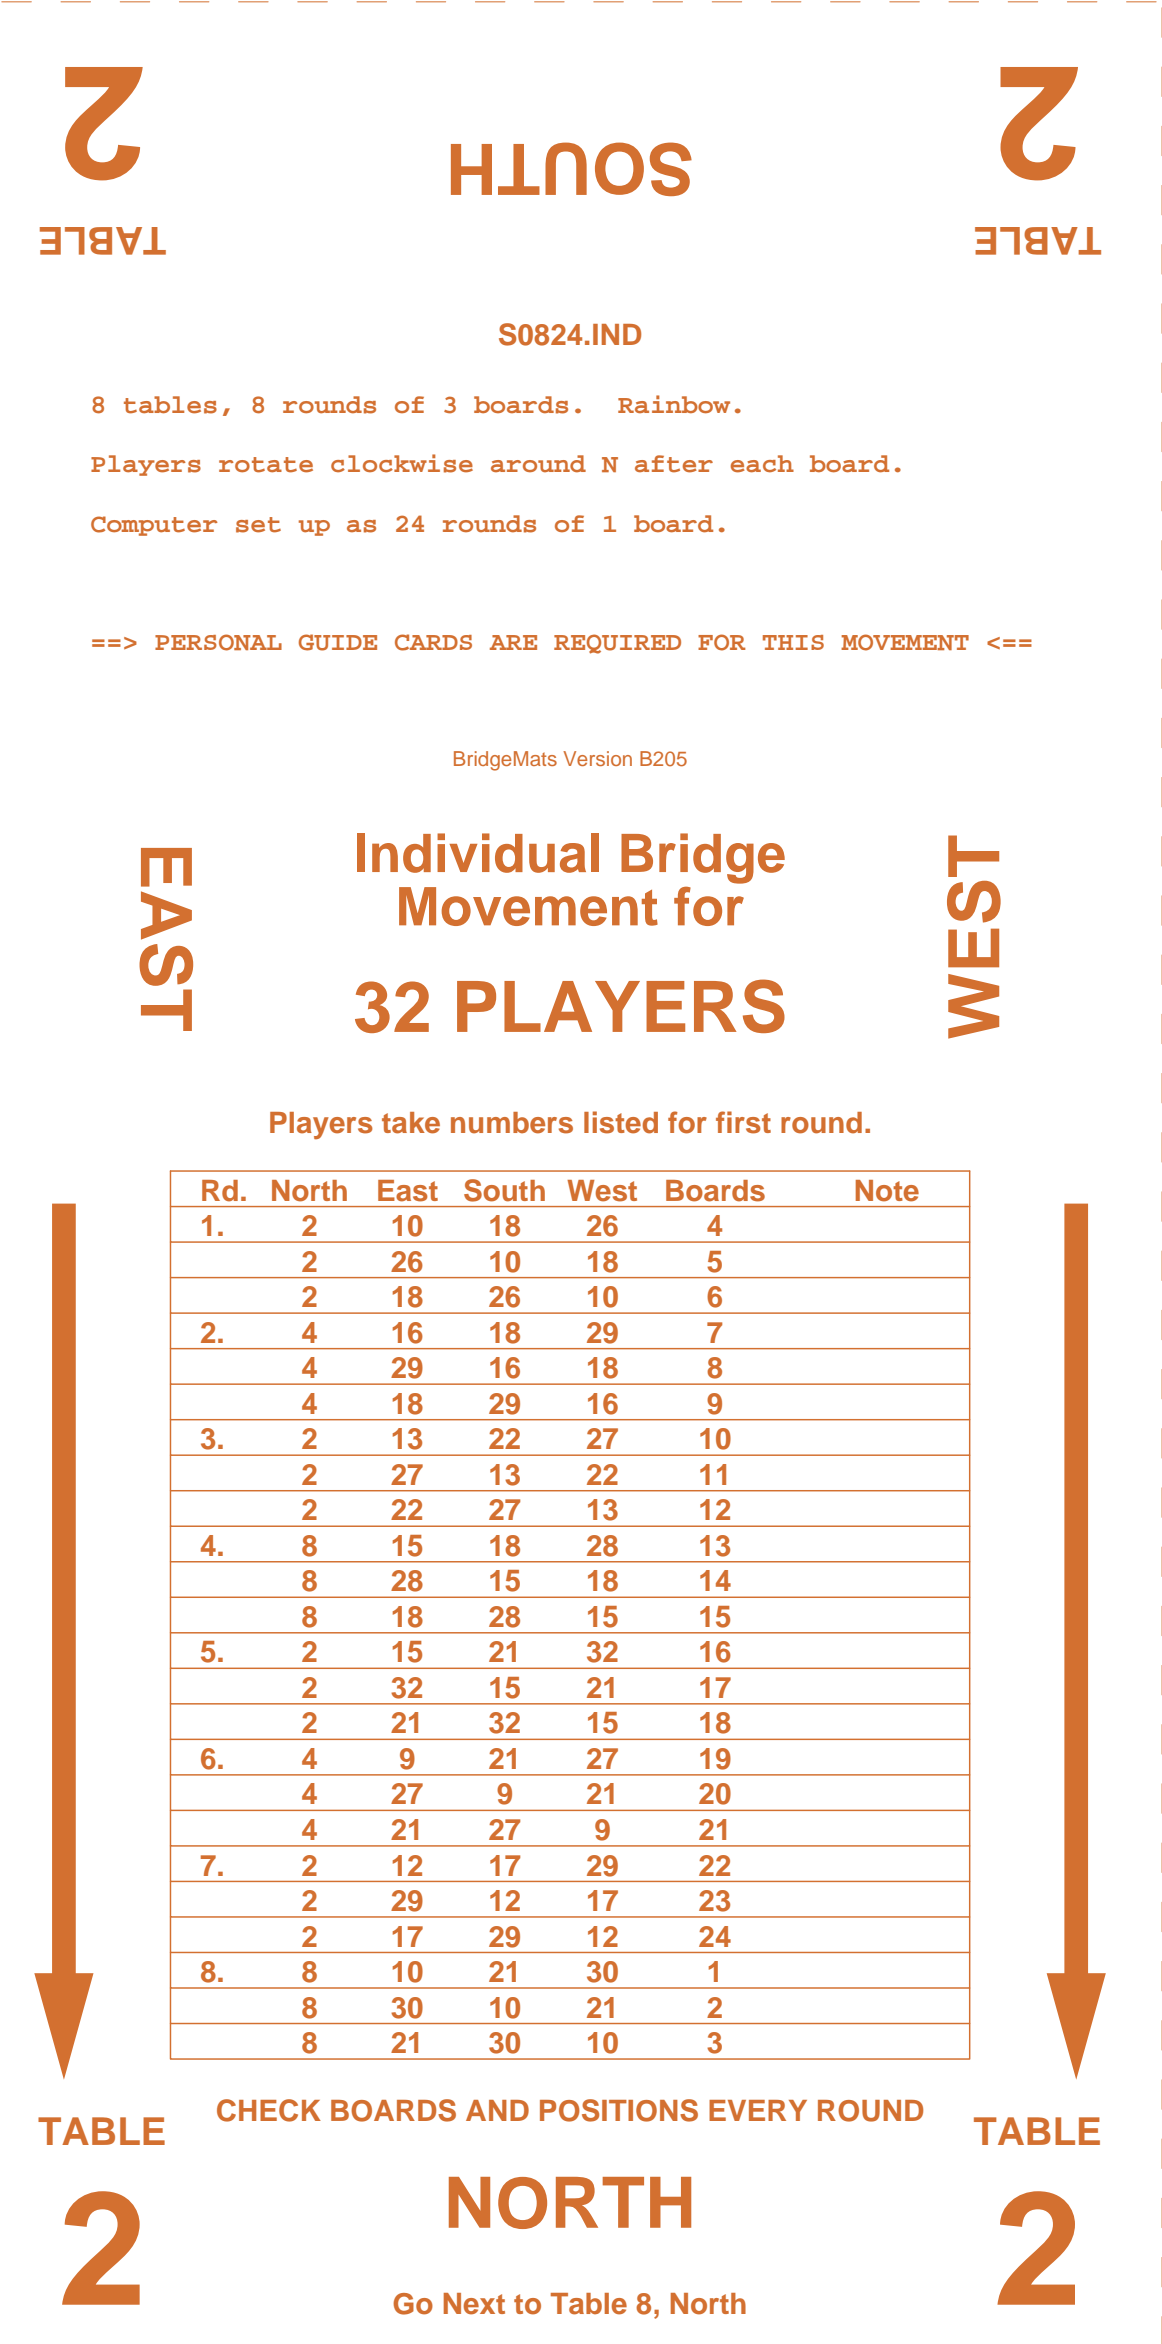 2 2
SOUTH
TABLE TABLE
S0824.IND
8 tables, 8 rounds of 3 boards.  Rainbow.
Players rotate clockwise around N after each board.
Computer set up as 24 rounds of 1 board.
==> PERSONAL GUIDE CARDS ARE REQUIRED FOR THIS MOVEMENT <==
BridgeMats Version B205
EAST
Individual Bridge
Movement for
32 PLAYERS
WEST
Players take numbers listed for first round.
Rd. North East South West Boards Note
1. 2 10 18 26 4
2 26 10 18 5
2 18 26 10 6
2. 4 16 18 29 7
4 29 16 18 8
4 18 29 16 9
3. 2 13 22 27 10
2 27 13 22 11
2 22 27 13 12
4. 8 15 18 28 13
8 28 15 18 14
8 18 28 15 15
5. 2 15 21 32 16
2 32 15 21 17
2 21 32 15 18
6. 4 9 21 27 19
4 27 9 21 20
4 21 27 9 21
7. 2 12 17 29 22
2 29 12 17 23
2 17 29 12 24
8. 8 10 21 30 1
8 30 10 21 2
8 21 30 10 3
CHECK BOARDS AND POSITIONS EVERY ROUND
TABLE TABLE
NORTH
2 2
Go Next to Table 8, North